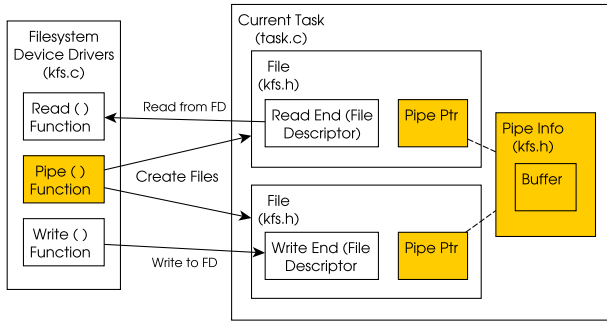 Filesystem
Device Drivers
(kfs.c)
Read ( )
Function
Pipe ( )
Function
Write ( )
Function
Read from FD
Create Files
Write to FD
Current Task
(task.c)
File
(kfs.h)
Read End (File
Descriptor)
Pipe Ptr
File
(kfs.h)
Write End (File
Descriptor
Pipe Ptr
Pipe Info
(kfs.h)
Buffer